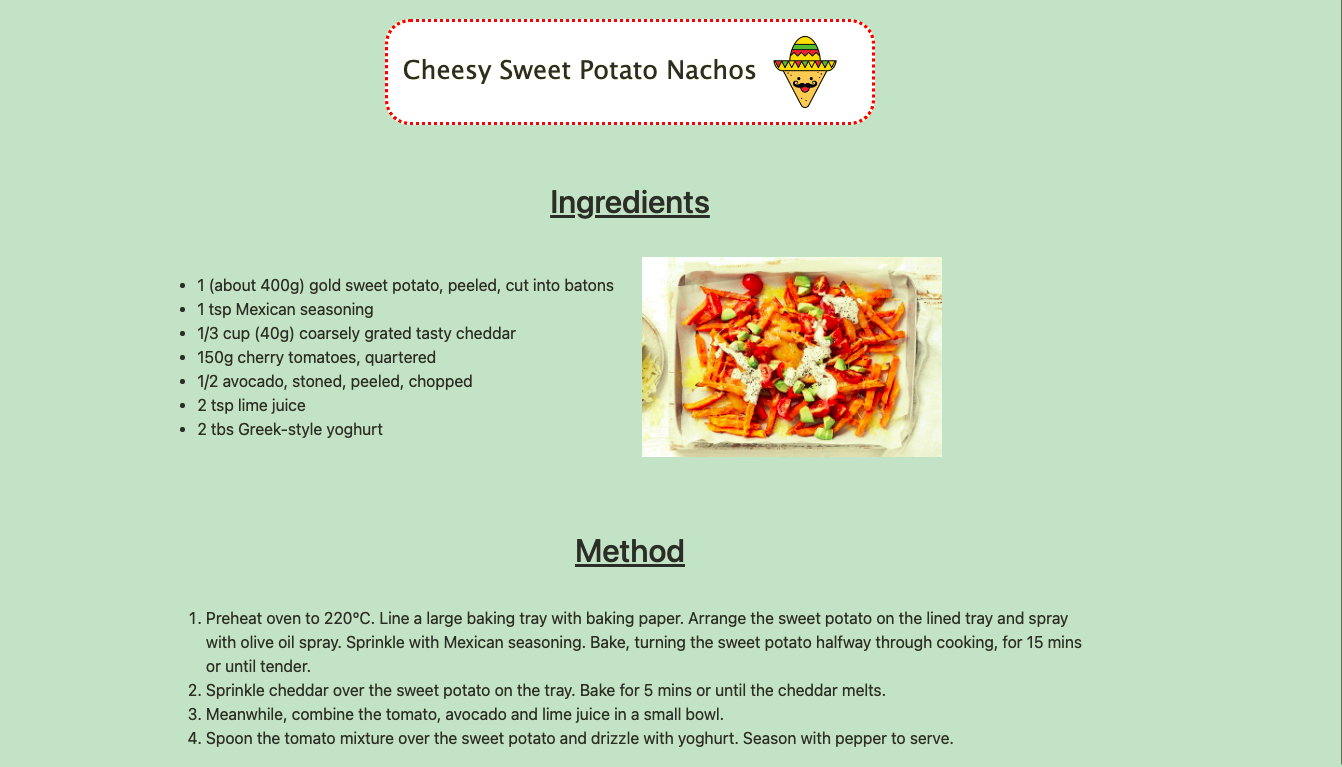 Cheesy Sweet Potato Nachos
Ingredients
1 (about 400g) gold sweet potato, peeled, cut into batons
1 tsp Mexican seasoning
1/3 cup (40g) coarsely grated tasty cheddar
150g cherry tomatoes, quartered
1/2 avocado, stoned, peeled, chopped
2 tsp lime juice
2 tbs Greek-style yoghurt
Method
1. Preheat oven to 220°C. Line a large baking tray with baking paper. Arrange the sweet potato on the lined tray and spray
with olive oil spray. Sprinkle with Mexican seasoning. Bake, turning the sweet potato halfway through cooking, for 15 mins
or until tender.
2. Sprinkle cheddar over the sweet potato on the tray. Bake for 5 mins or until the cheddar melts.
3. Meanwhile, combine the tomato, avocado and lime juice in a small bowl.
4. Spoon the tomato mixture over the sweet potato and drizzle with yoghurt. Season with pepper to serve.